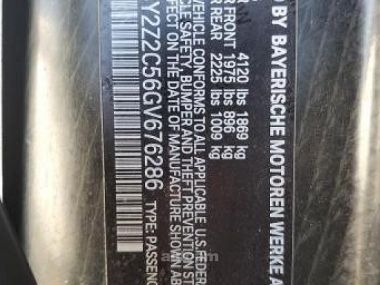 D BY BAYERISCHE MOTOREN WERKE A
4120 lbs 1869 kg
FRONT 1975 lbs 896 kg
REAR 2225 lbs 1009 kg
VEHICLE CONFORMS TO ALL APPLICABLE U.S. FEDER
CLE SAFETY, BUMPER, AND THEFT PREVENTION ST
EFFECT ON THE DATE OF MANUFACTURE SHOWN AB
Y2Z2C56GV676286 TYPE: PASSENG